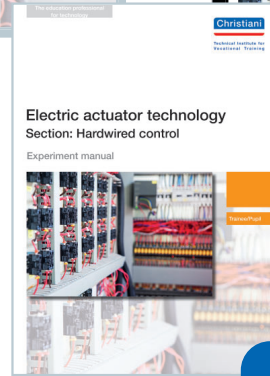 The education professional
for technology
Christiani
Technical Institute for
Vocational Training
Electric actuator technology
Section: Hardwired control
Experiment manual
Trainee/Pupil